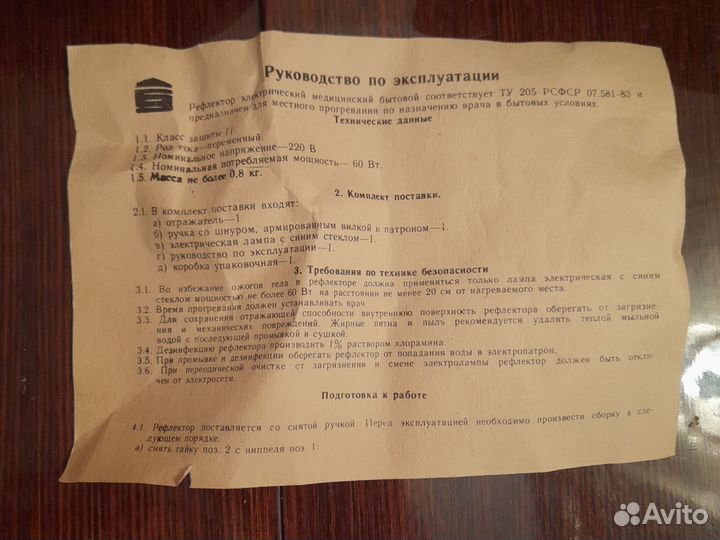 Руководство по эксплуатации
Рефлектор электрический медицинский бытовой соответствует ТУ 205 РСФСР 07.581-83 и
предназначен для местного прогревания по назначению врача в бытовых условиях.
Технические данные
1.1. Класс защиты II.
1.2. Род тока—переменный.
1.3. Номинальное напряжение—220 В
1.4. Номинальная потребляемая мощность— 60 Вт.
1.5. Масса не более 0,8 кг.
2. Комплект поставки.
2.1. В комплект поставки входят:
а) отражатель—1
б) ручка со шнуром, армированным вилкой и патроном—1.
в) электрическая лампа с синим стеклом—1.
г) руководство по эксплуатации—1.
д) коробка упаковочная—1.
3. Требования по технике безопасности
3.1. Во избежание ожогов тела в рефлекторе должна применяться только лампа электрическая с синим
стеклом мощностью не более 60 Вт. на расстоянии не менее 20 см от нагреваемого места.
3.2. Время прогревания должен устанавливать врач
3.3. Для сохранения отражающей способности внутреннюю поверхность рефлектора оберегать от загрязне-
ния и механических повреждений. Жирные пятна и пыль рекомендуется удалять теплой мыльной
водой с последующей промывкой и сушкой.
3.4. Дезинфекцию рефлектора производить 1% раствором хлорамина.
3.5. При промывке и дезинфекции оберегать рефлектор от попадания воды в электропатрон.
3.6. При переодической очистке от загрязнения и смене электролампы рефлектор должен быть отклю-
чен от электросети.
Подготовка к работе
4.1. Рефлектор поставляется со снятой ручкой. Перед эксплуатацией необходимо произвести сборку в сле-
дующем порядке.
а) снять гайку поз. 2 с ниппеля поз. 1:
Avito